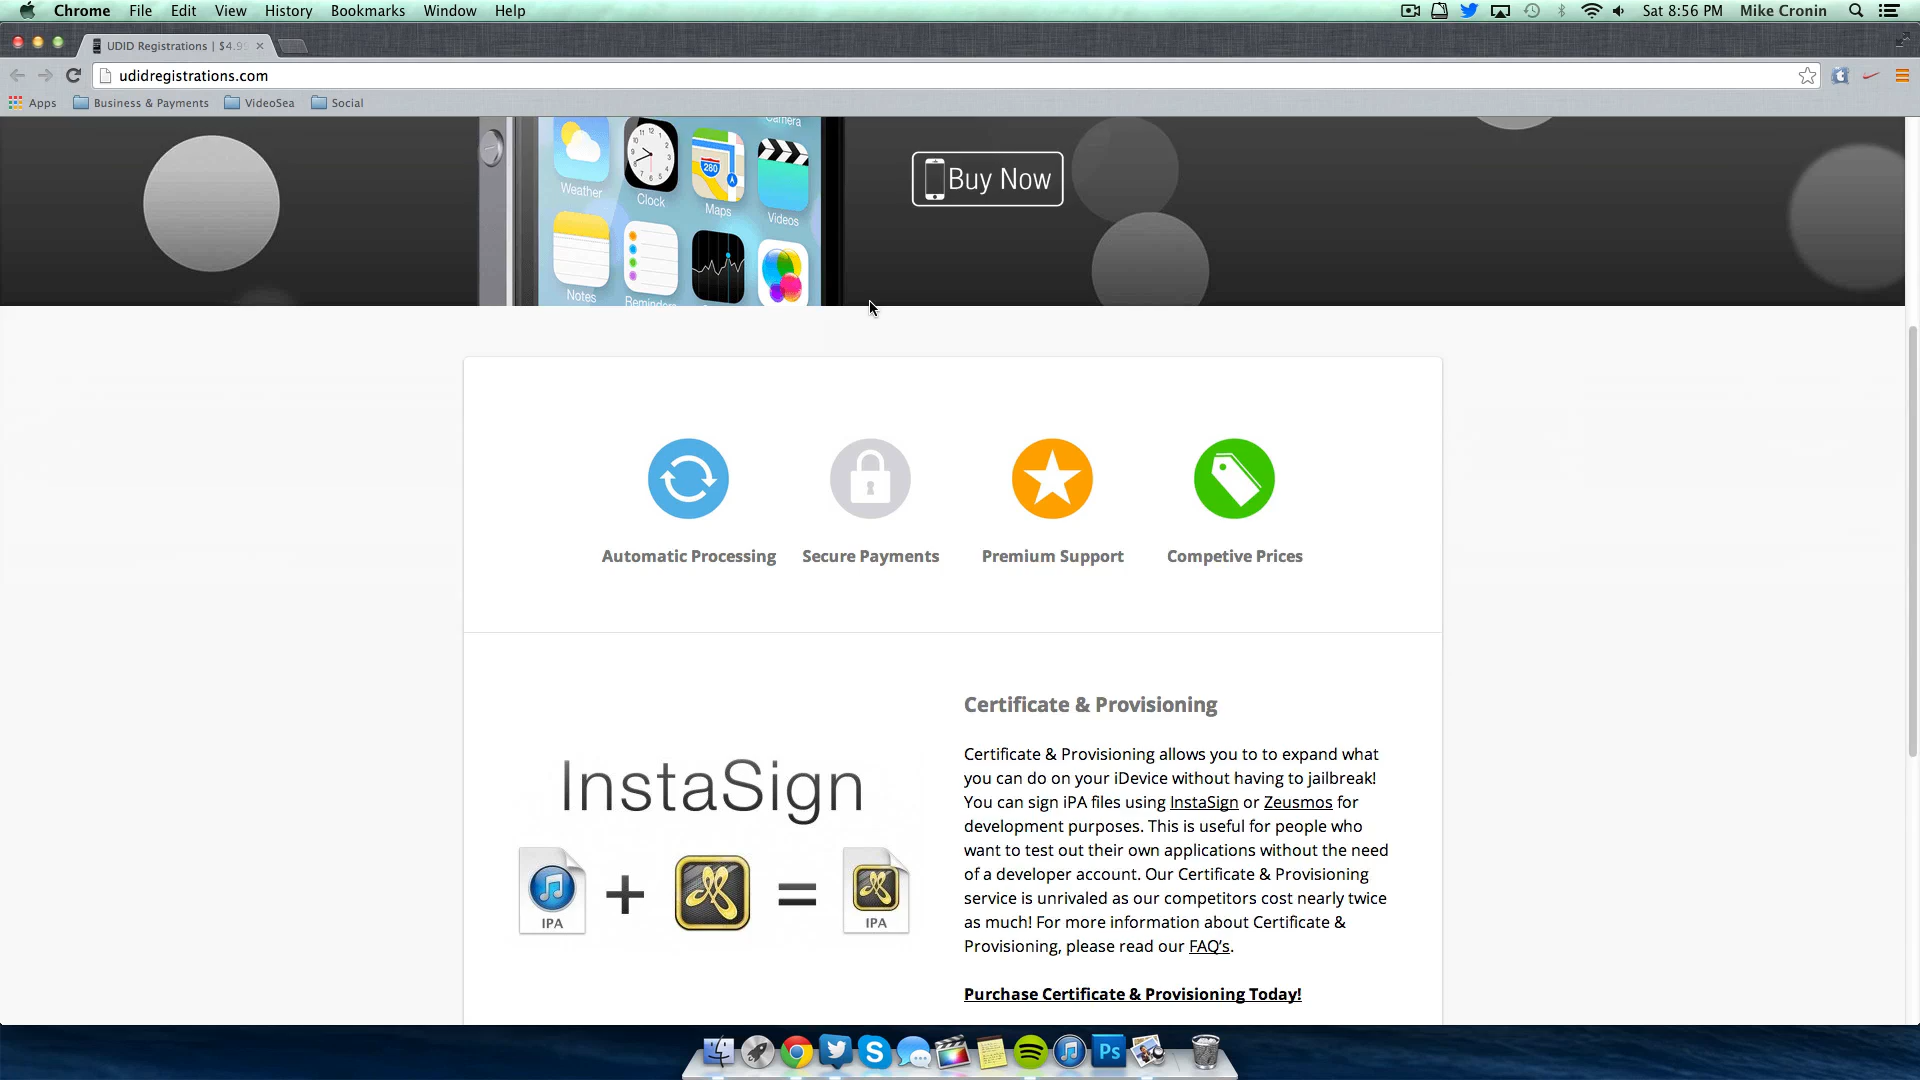 Chrome File Edit View History Bookmarks Window Help Sat 8:56 PM Mike Cronin
UDID Registrations | $4.9
udidregistrations.com
Apps Business & Payments VideoSea Social
Camera
Weather Clock Maps Videos
280
Buy Now
Notes Reminders
Automatic Processing Secure Payments Premium Support Competive Prices
Certificate & Provisioning
Certificate & Provisioning allows you to to expand what
you can do on your iDevice without having to jailbreak!
You can sign iPA files using InstaSign or Zeusmos for
development purposes. This is useful for people who
want to test out their own applications without the need
of a developer account. Our Certificate & Provisioning
service is unrivaled as our competitors cost nearly twice
as much! For more information about Certificate &
Provisioning, please read our FAQ's.
Purchase Certificate & Provisioning Today!
InstaSign
IPA + = IPA
Ps